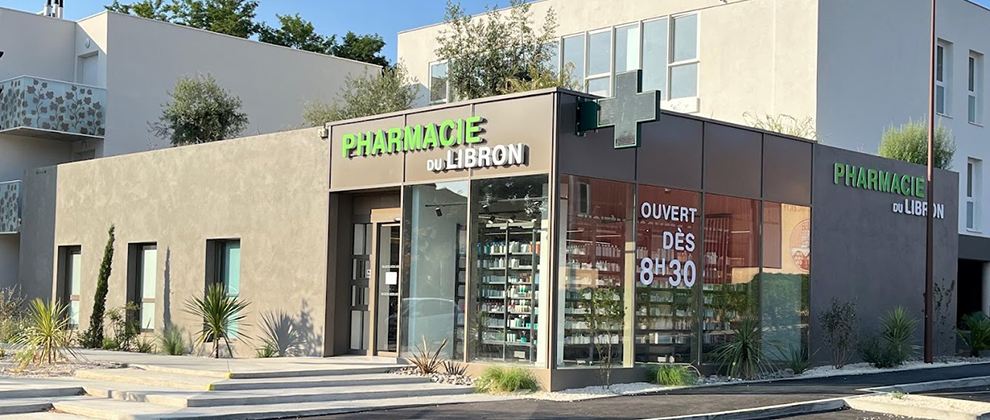 PHARMACIE
DU LIBRON
OUVERT
DÈS
8H30
PHARMACIE
DU LIBRON